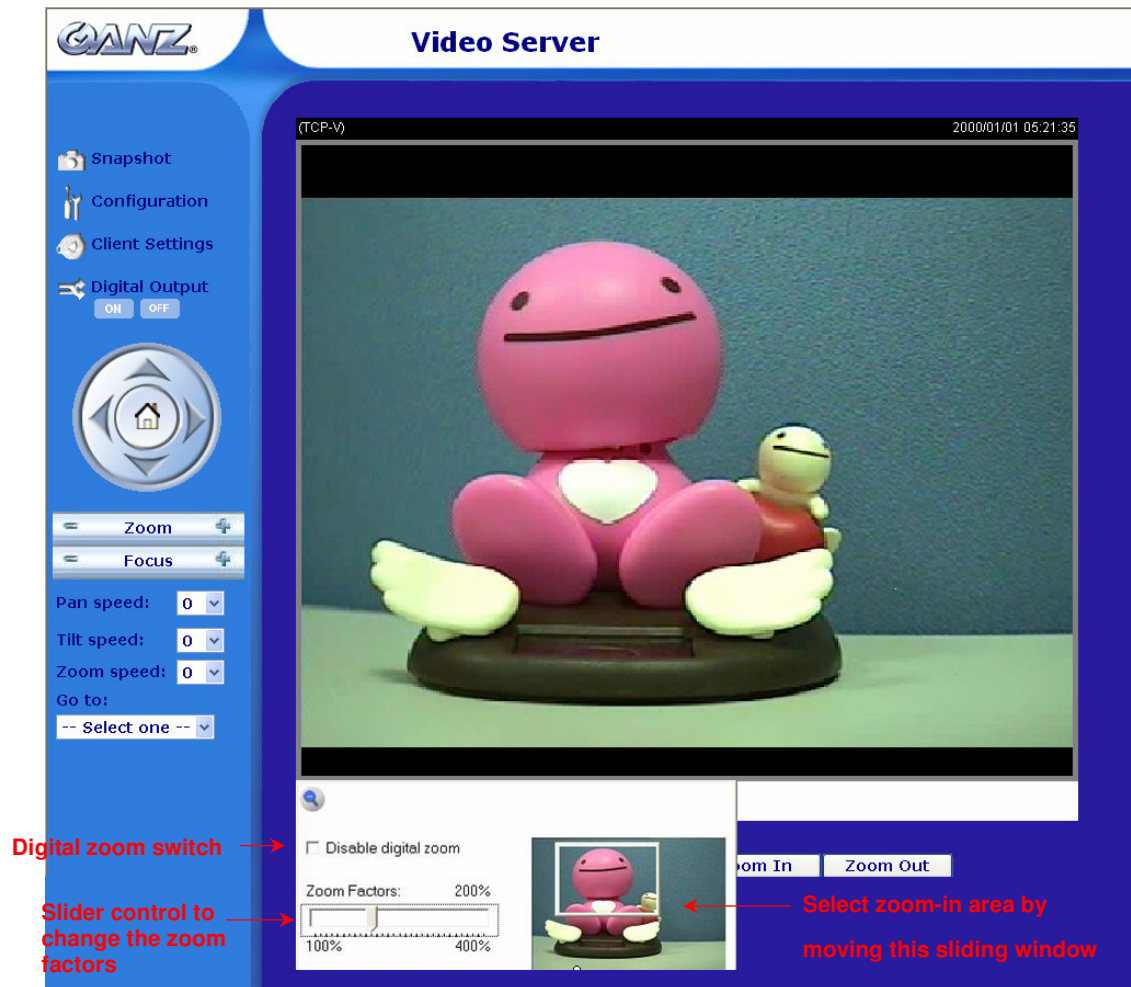 GANZ®
Video Server
(TCP-V) 2000/01/01 05:21:35
Snapshot
Configuration
Client Settings
Digital Output
ON OFF
Zoom
Focus
Pan speed: 0
Tilt speed: 0
Zoom speed: 0
Go to:
-- Select one --
Digital zoom switch
Disable digital zoom
oom In Zoom Out
Zoom Factors: 200%
100% 400%
Slider control to
change the zoom
factors
Select zoom-in area by
moving this sliding window